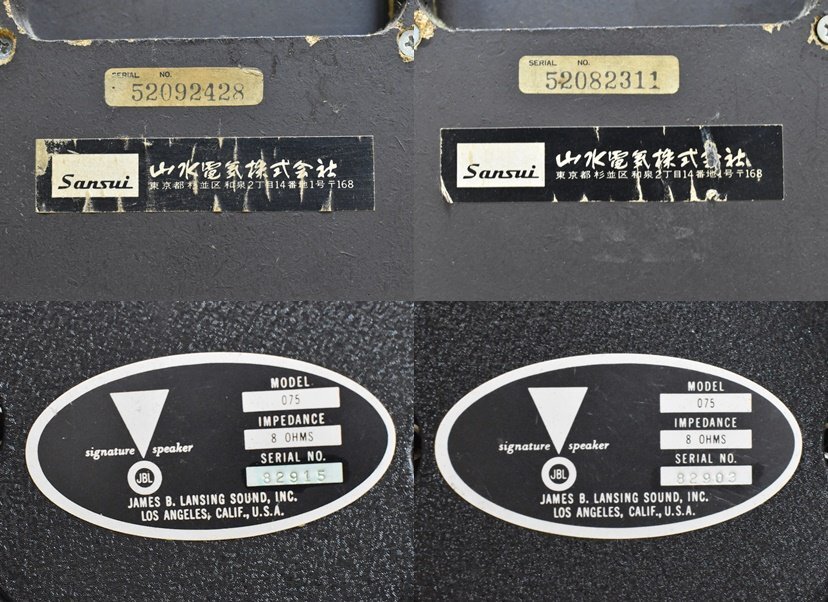 SERIAL NO.
52092428
Sansui
山水電気株式会社
東京都杉並区和泉2丁目14番地1号〒168
SERIAL NO.
52082311
Sansui
山水電気株式会社
東京都杉並区和泉2丁目14番地1号〒168
MODEL
075
IMPEDANCE
8 OHMS
signature speaker
SERIAL NO.
82915
JBL
JAMES B. LANSING SOUND, INC.
LOS ANGELES, CALIF., U.S.A.
MODEL
075
IMPEDANCE
8 OHMS
signature speaker
SERIAL NO.
82903
JBL
JAMES B. LANSING SOUND, INC.
LOS ANGELES, CALIF., U.S.A.